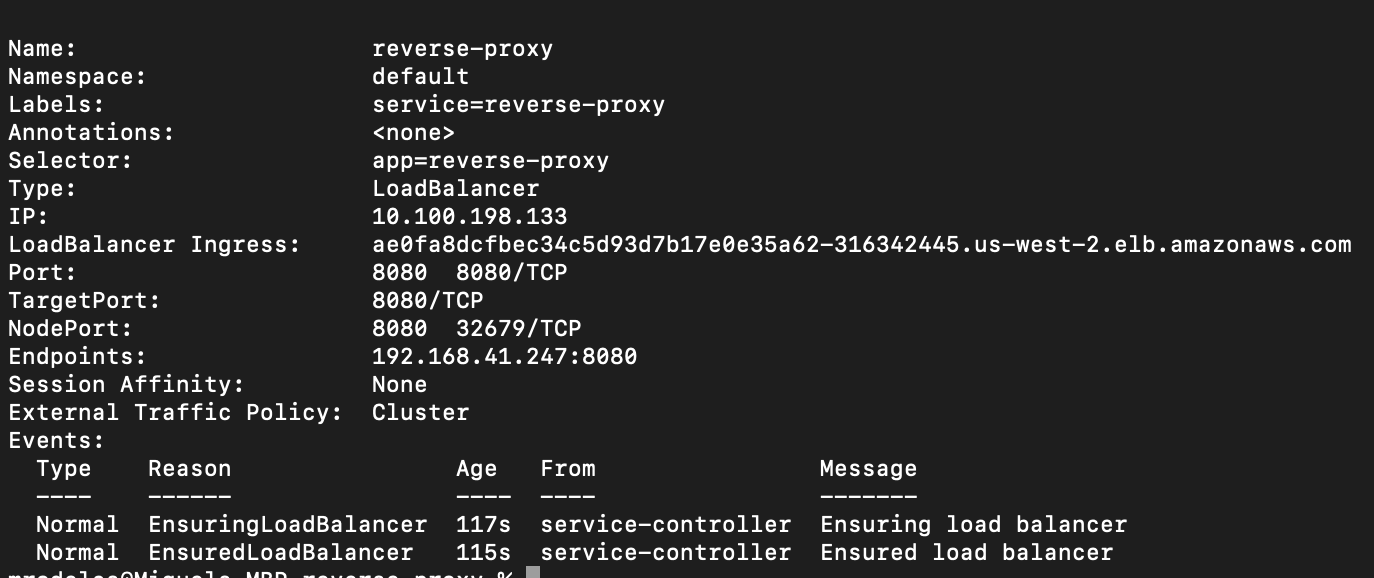 Name: reverse-proxy
Namespace: default
Labels: service=reverse-proxy
Annotations: <none>
Selector: app=reverse-proxy
Type: LoadBalancer
IP: 10.100.198.133
LoadBalancer Ingress: ae0fa8dcfbec34c5d93d7b17e0e35a62-316342445.us-west-2.elb.amazonaws.com
Port: 8080 8080/TCP
TargetPort: 8080/TCP
NodePort: 8080 32679/TCP
Endpoints: 192.168.41.247:8080
Session Affinity: None
External Traffic Policy: Cluster
Events:
Type Reason Age From Message
---- ------ ---- ---- -------
Normal EnsuringLoadBalancer 117s service-controller Ensuring load balancer
Normal EnsuredLoadBalancer 115s service-controller Ensured load balancer
reverse-proxy %